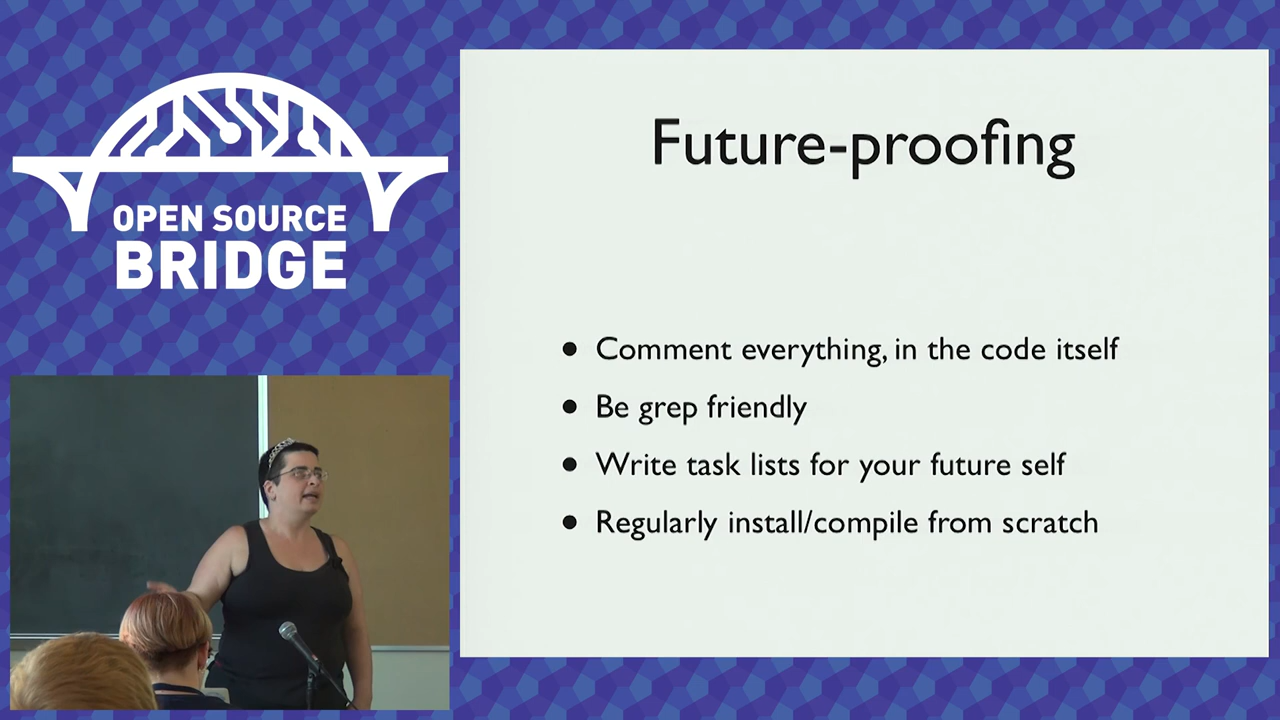 OPEN SOURCE
BRIDGE
Future-proofing
• Comment everything, in the code itself
• Be grep friendly
• Write task lists for your future self
• Regularly install/compile from scratch